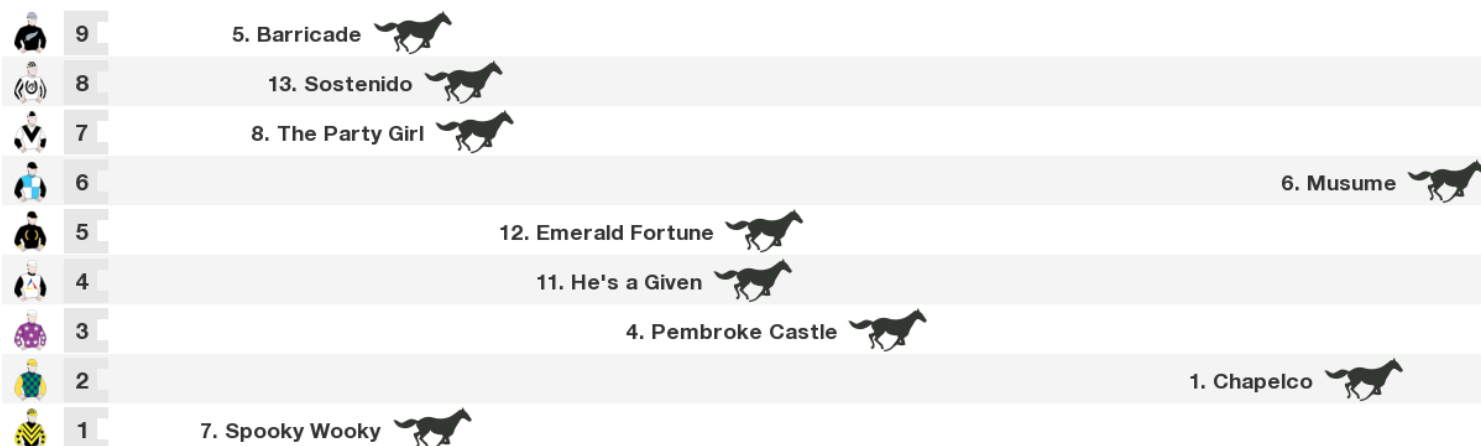 9 5. Barricade
8 13. Sostenido
7 8. The Party Girl
6 6. Musume
5 12. Emerald Fortune
4 11. He's a Given
3 4. Pembroke Castle
2 1. Chapelco
1 7. Spooky Wooky